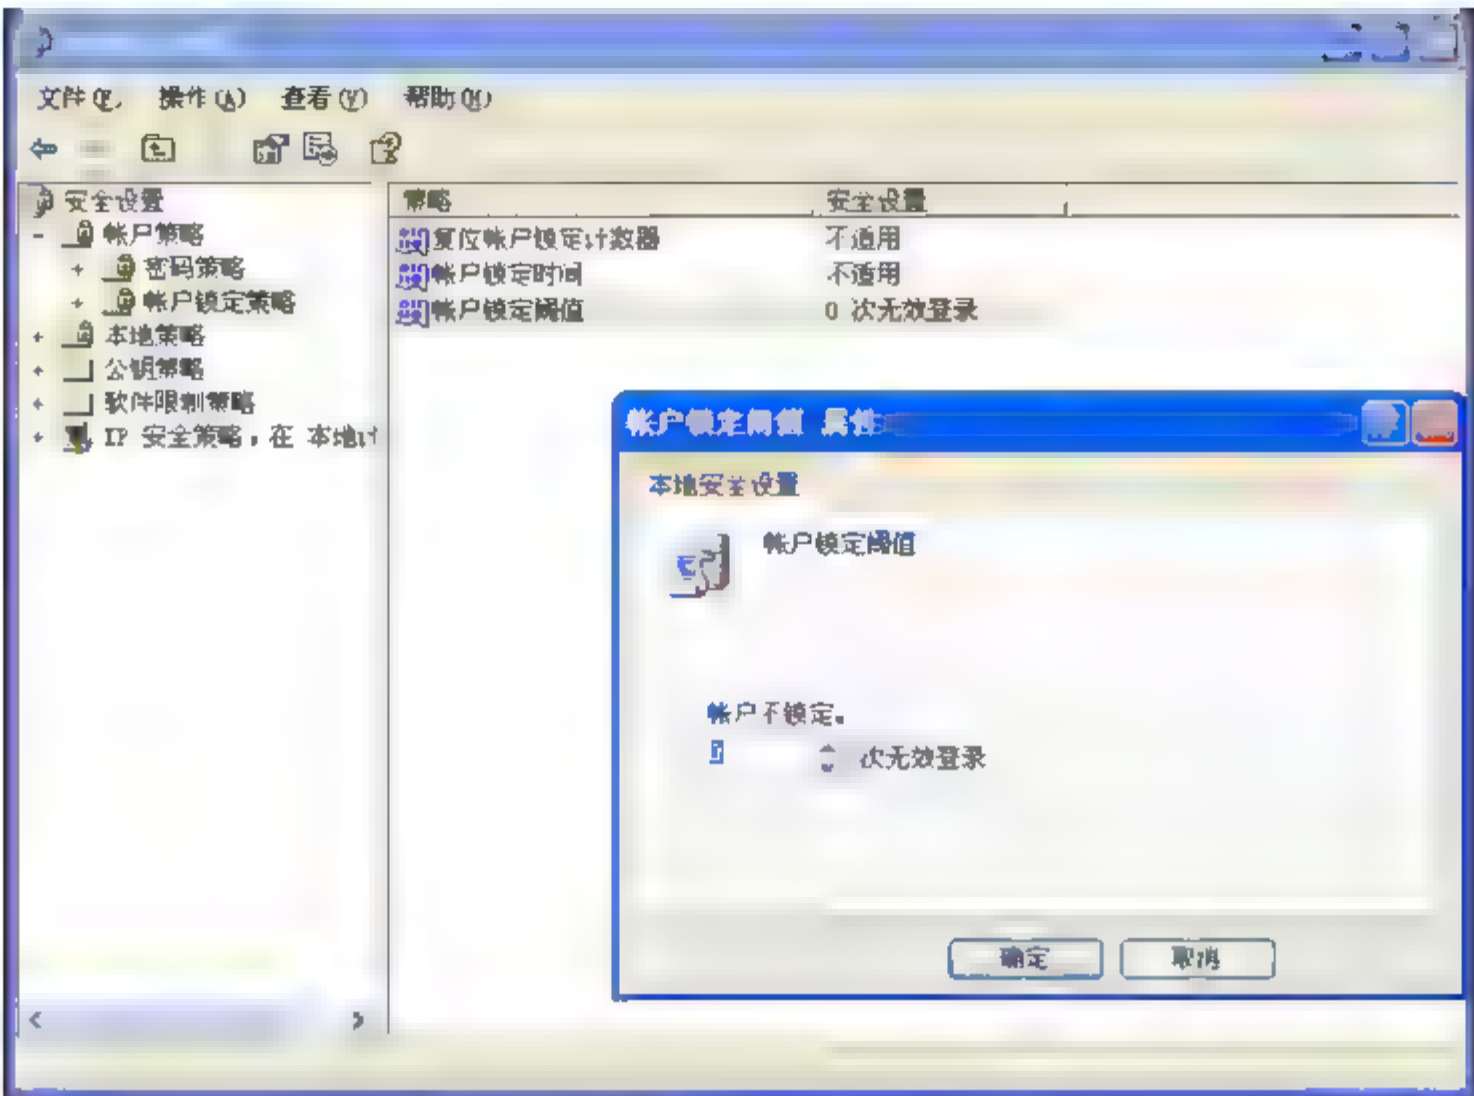 文件(F) 操作(A) 查看(V) 帮助(H)
安全设置
帐户策略
密码策略
帐户锁定策略
本地策略
公钥策略
软件限制策略
IP 安全策略，在 本地计
策略 安全设置
复位帐户锁定计数器 不适用
帐户锁定时间 不适用
帐户锁定阈值 0 次无效登录
帐户锁定阈值 属性
本地安全设置
帐户锁定阈值
帐户不锁定。
次无效登录
确定 取消